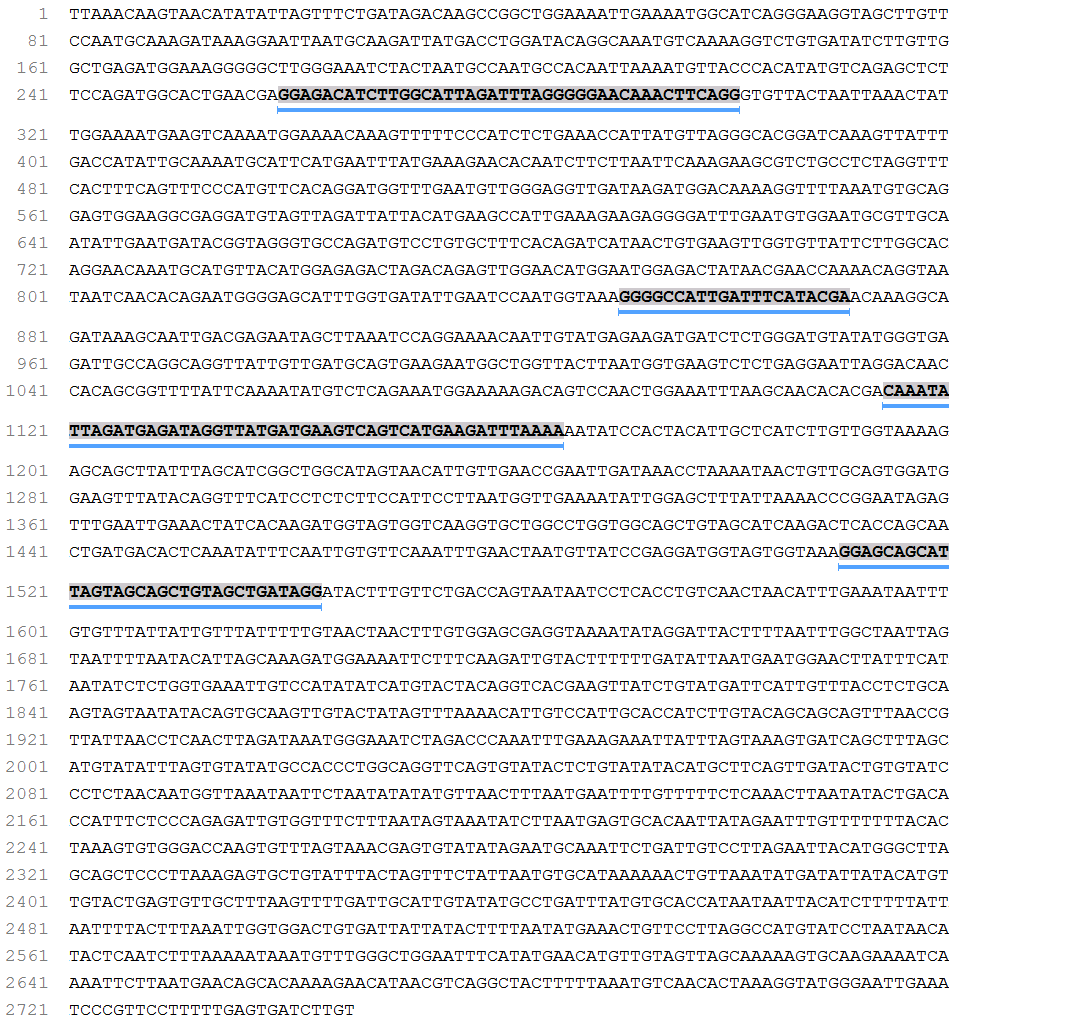 1 TTAAACAAGTAACATATATTAGTTTCTGATAGACAAGCCGGCTGGAAAATTGAAAATGGCATCAGGGAAGGTAGCTTGTT
81 CCAATGCAAAGATAAAGGAATTAATGCAAGATTATGACCTGGATACAGGCAAATGTCAAAAGGTCTGTGATATCTTGTTG
161 GCTGAGATGGAAAGGGGGCTTGGGAAATCTACTAATGCCAATGCCACAATTAAAATGTTACCCACATATGTCAGAGCTCT
241 TCCAGATGGCACTGAACGAGGAGACATCTTGGCATTAGATTTAGGGGGAACAAACTTCAGGGTGTTACTAATTAAACTAT
321 TGGAAAATGAAGTCAAAATGGAAAACAAAGTTTTTCCCATCTCTGAAACCATTATGTTAGGGCACGGATCAAAGTTATTT
401 GACCATATTGCAAAATGCATTCATGAATTTATGAAAGAACACAATCTTCTTAATTCAAAGAAGCGTCTGCCTCTAGGTTT
481 CACTTTCAGTTTCCCATGTTCACAGGATGGTTTGAATGTTGGGAGGTTGATAAGATGGACAAAAGGTTTTAAATGTGCAG
561 GAGTGGAAGGCGAGGATGTAGTTAGATTATTACATGAAGCCATTGAAAGAAGAGGGGATTTGAATGTGGAATGCGTTGCA
641 ATATTGAATGATACGGTAGGGTGCCAGATGTCCTGTGCTTTCACAGATCATAACTGTGAAGTTGGTGTTATTCTTGGCAC
721 AGGAACAAATGCATGTTACATGGAGAGACTAGACAGAGTTGGAACATGGAATGGAGACTATAACGAACCAAAACAGGTAA
801 TAATCAACACAGAATGGGGAGCATTTGGTGATATTGAATCCAATGGTAAAGGGGCCATTGATTTCATACGAACAAAGGCA
881 GATAAAGCAATTGACGAGAATAGCTTAAATCCAGGAAAACAATTGTATGAGAAGATGATCTCTGGGATGTATATGGGTGA
961 GATTGCCAGGCAGGTTATTGTTGATGCAGTGAAGAATGGCTGGTTACTTAATGGTGAAGTCTCTGAGGAATTAGGACAAC
1041 CACAGCGGTTTTATTCAAAATATGTCTCAGAAATGGAAAAAGACAGTCCAACTGGAAATTTAAGCAACACACGACAAATA
1121 TTAGATGAGATAGGTTATGATGAAGTCAGTCATGAAGATTTAAAAAATATCCACTACATTGCTCATCTTGTTGGTAAAAG
1201 AGCAGCTTATTTAGCATCGGCTGGCATAGTAACATTGTTGAACCGAATTGATAAACCTAAAATAACTGTTGCAGTGGATG
1281 GAAGTTTATACAGGTTTCATCCTCTCTTCCATTCCTTAATGGTTGAAAATATTGGAGCTTTATTAAAACCCGGAATAGAG
1361 TTTGAATTGAAACTATCACAAGATGGTAGTGGTCAAGGTGCTGGCCTGGTGGCAGCTGTAGCATCAAGACTCACCAGCAA
1441 CTGATGACACTCAAATATTTCAATTGTGTTCAAATTTGAACTAATGTTATCCGAGGATGGTAGTGGTAAAGGAGCAGCAT
1521 TAGTAGCAGCTGTAGCTGATAGGATACTTTGTTCTGACCAGTAATAATCCTCACCTGTCAACTAACATTTGAAATAATTT
1601 GTGTTTATTATTGTTTATTTTTGTAACTAACTTTGTGGAGCGAGGTAAAATATAGGATTACTTTTAATTTGGCTAATTAG
1681 TAATTTTAATACATTAGCAAAGATGGAAAATTCTTTCAAGATTGTACTTTTTTGATATTAATGAATGGAACTTATTTCAT
1761 AATATCTCTGGTGAAATTGTCCATATATCATGTACTACAGGTCACGAAGTTATCTGTATGATTCATTGTTTACCTCTGCA
1841 AGTAGTAATATACAGTGCAAGTTGTACTATAGTTTAAAACATTGTCCATTGCACCATCTTGTACAGCAGCAGTTTAACCG
1921 TTATTAACCTCAACTTAGATAAATGGGAAATCTAGACCCAAATTTGAAAGAAATTATTTAGTAAAGTGATCAGCTTTAGC
2001 ATGTATATTTAGTGTATATGCCACCCTGGCAGGTTCAGTGTATACTCTGTATATACATGCTTCAGTTGATACTGTGTATC
2081 CCTCTAACAATGGTTAAATAATTCTAATATATATGTTAACTTTAATGAATTTTGTTTTTCTCAAACTTAATATACTGACA
2161 CCATTTCTCCCAGAGATTGTGGTTTCTTTAATAGTAAATATCTTAATGAGTGCACAATTATAGAATTTGTTTTTTTACAC
2241 TAAAGTGTGGGACCAAGTGTTTAGTAAACGAGTGTATATAGAATGCAAATTCTGATTGTCCTTAGAATTACATGGGCTTA
2321 GCAGCTCCCTTAAAGAGTGCTGTATTTACTAGTTTCTATTAATGTGCATAAAAAACTGTTAAATATGATATTATACATGT
2401 TGTACTGAGTGTTGCTTTAAGTTTTGATTGCATTGTATATGCCTGATTTATGTGCACCATAATAATTACATCTTTTTATT
2481 AATTTTACTTTAAATTGGTGGACTGTGATTATTATACTTTTAATATGAAACTGTTCCTTAGGCCATGTATCCTAATAACA
2561 TACTCAATCTTTAAAAATAAATGTTTGGGCTGGAATTTCATATGAACATGTTGTAGTTAGCAAAAAGTGCAAGAAAATCA
2641 AAATTCTTAATGAACAGCACAAAAGAACATAACGTCAGGCTACTTTTTAAATGTCAACACTAAAGGTATGGGAATTGAAA
2721 TCCCGTTCCTTTTTGAGTGATCTTGT